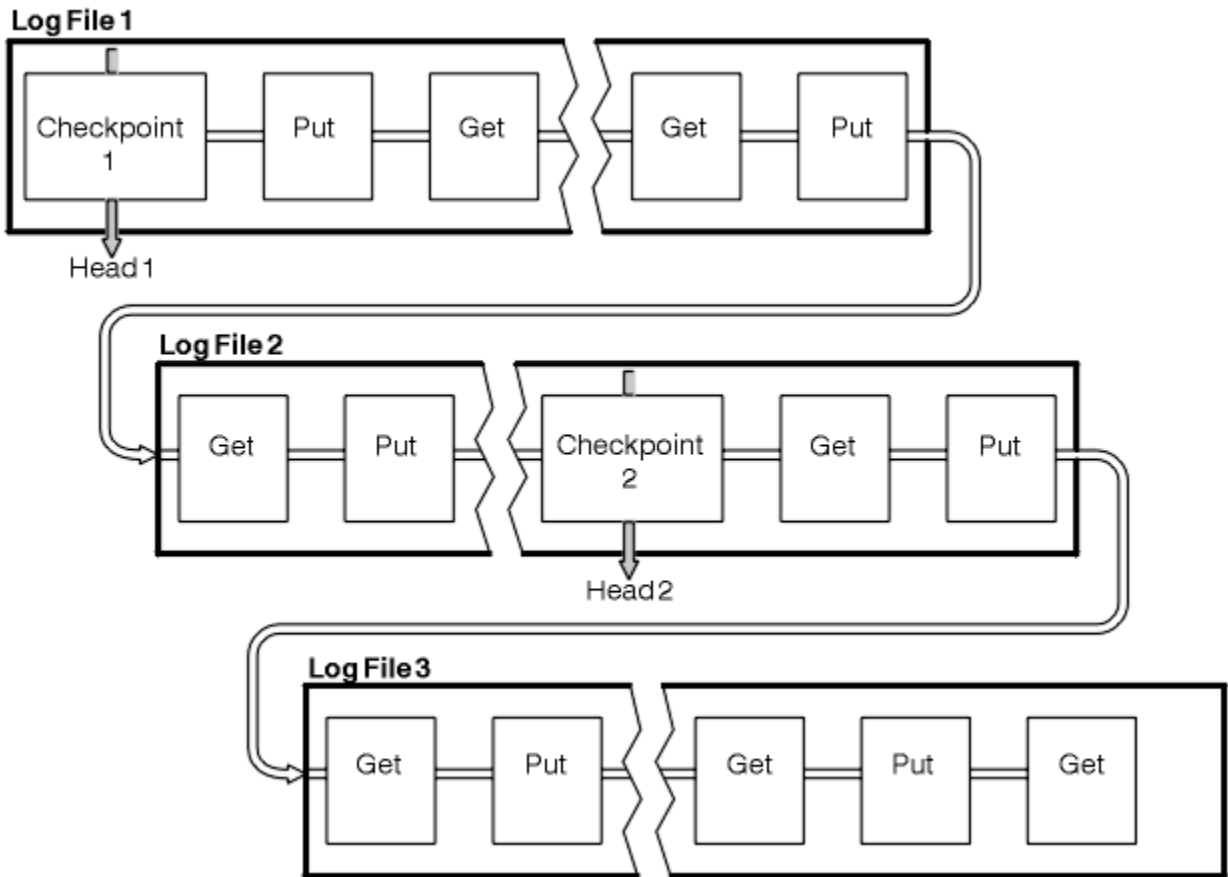 Log File 1
Checkpoint
1
Put
Get
Get
Put
Head 1
Log File 2
Get
Put
Checkpoint
2
Get
Put
Head 2
Log File 3
Get
Put
Get
Put
Get